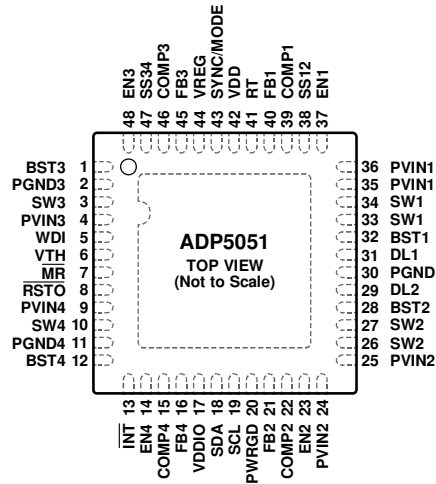 48 EN3
47 SS34
46 COMP3
45 FB3
44 VREG
43 SYNC/MODE
42 VDD
41 RT
40 FB1
39 COMP1
38 SS12
37 EN1
BST3 1
PGND3 2
SW3 3
PVIN3 4
WDI 5
VTH 6
MR 7
RSTO 8
PVIN4 9
SW4 10
PGND4 11
BST4 12
ADP5051
TOP VIEW
(Not to Scale)
36 PVIN1
35 PVIN1
34 SW1
33 SW1
32 BST1
31 DL1
30 PGND
29 DL2
28 BST2
27 SW2
26 SW2
25 PVIN2
INT 13
EN4 14
COMP4 15
FB4 16
VDDIO 17
SDA 18
SCL 19
PWRGD 20
FB2 21
COMP2 22
EN2 23
PVIN2 24